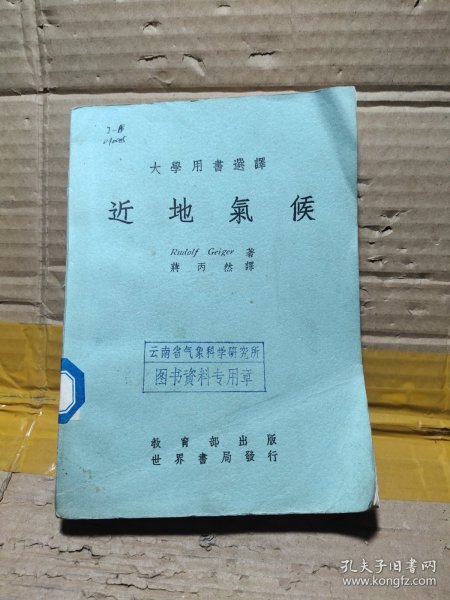 大學用書選譯
近地氣候
Rudolf Geiger 著
蔣丙然譯
云南省气象科学研究所
图书資料专用章
教育部出版
世界書局發行
孔夫子旧书网
www.kongfz.com